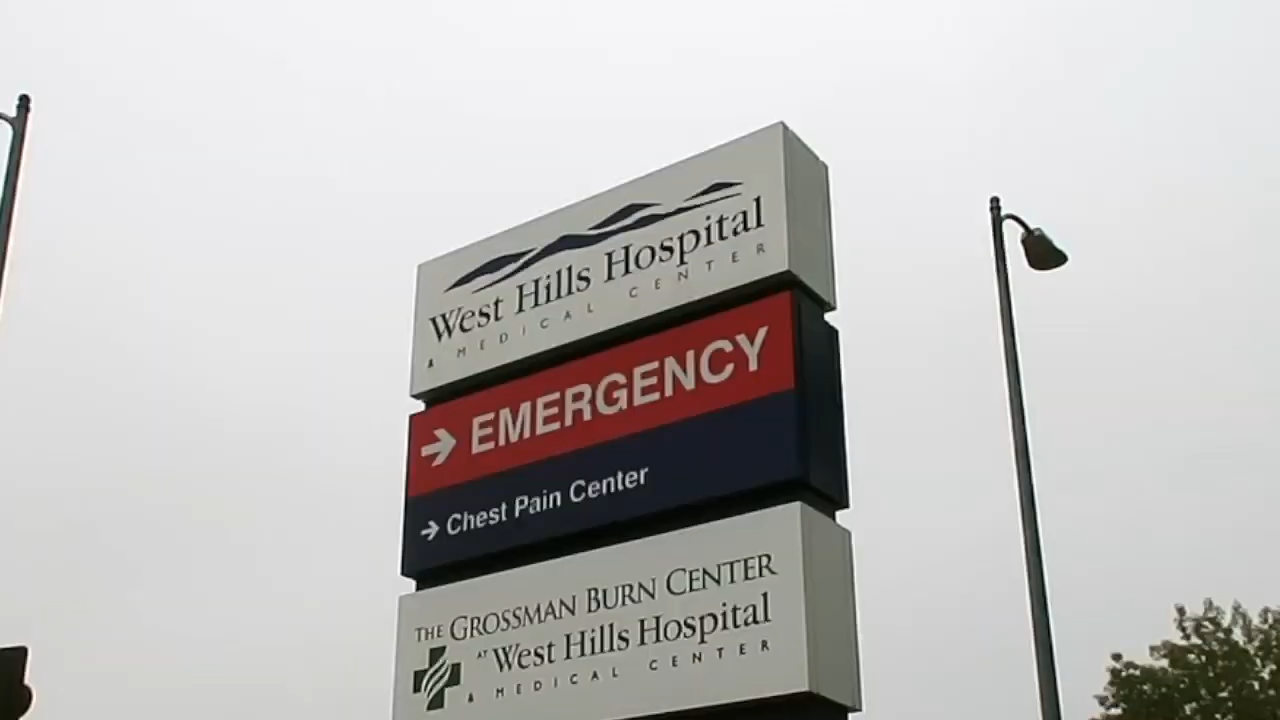 West Hills Hospital
& MEDICAL CENTER
→ EMERGENCY
→ Chest Pain Center
THE GROSSMAN BURN CENTER
AT West Hills Hospital
& MEDICAL CENTER